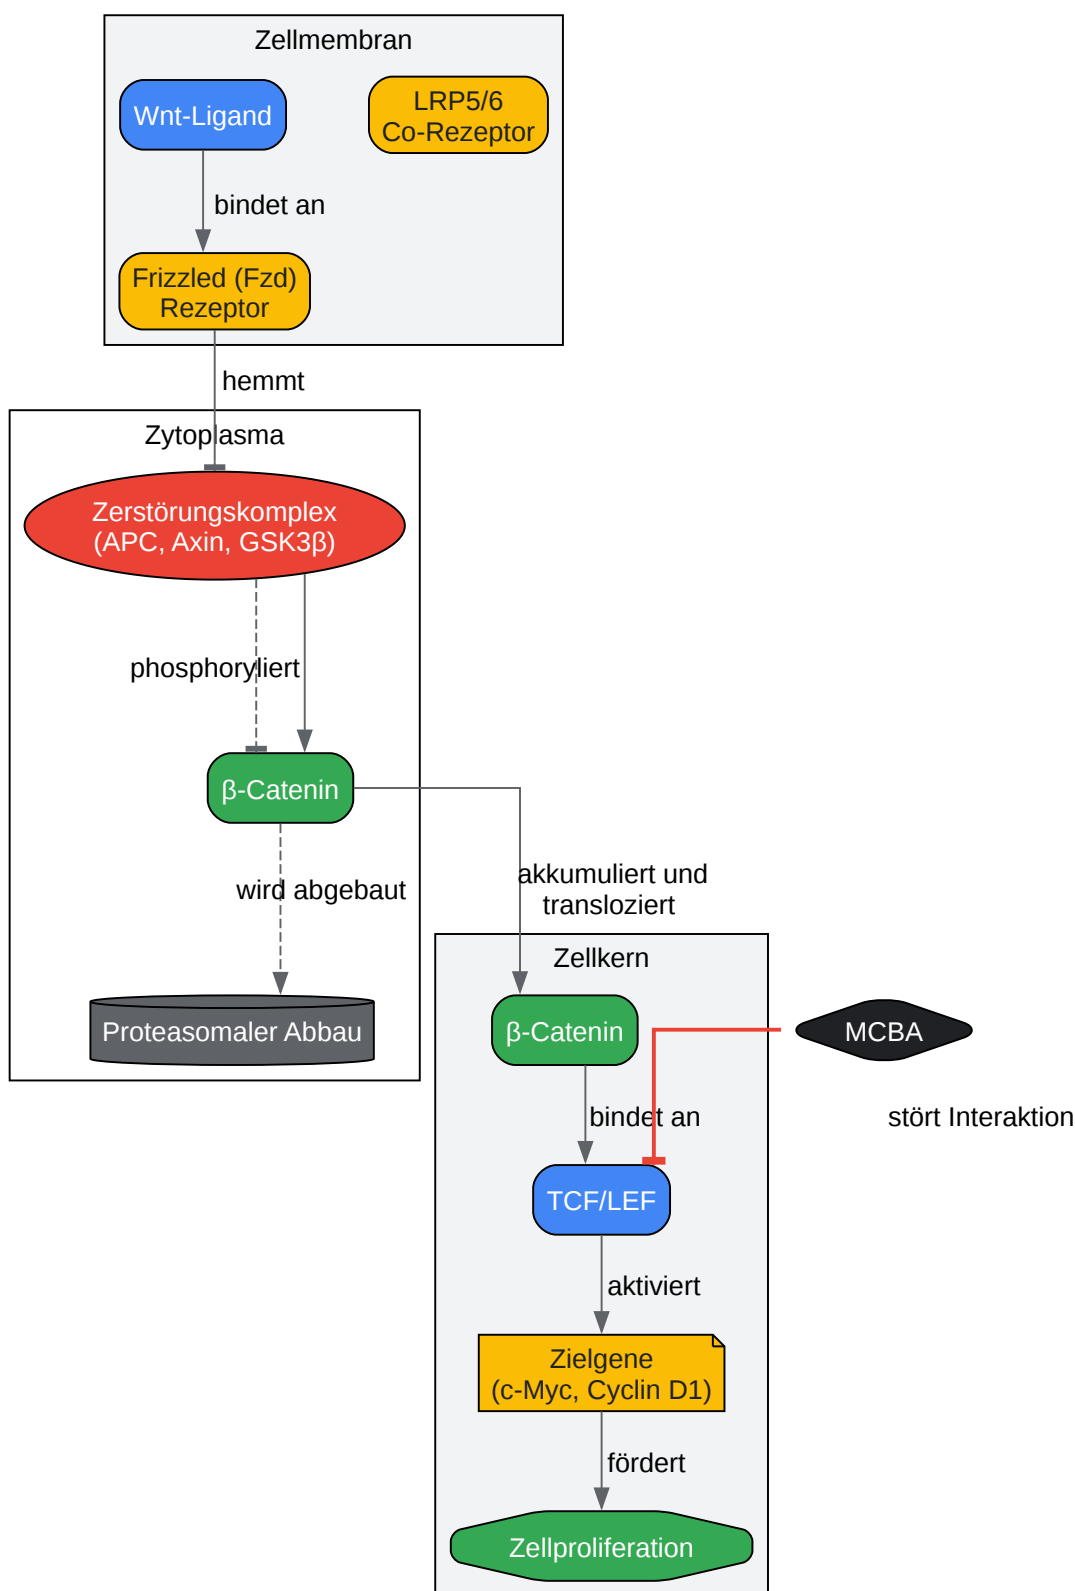 Zellmembran
Wnt-Ligand
LRP5/6
Co-Rezeptor
bindet an
Frizzled (Fzd)
Rezeptor
hemmt
Zytoplasma
Zerstörungskomplex
(APC, Axin, GSK3β)
phosphoryliert
β-Catenin
wird abgebaut
akkumuliert und
transloziert
Zellkern
Proteasomaler Abbau
β-Catenin
MCBA
bindet an
stört Interaktion
TCF/LEF
aktiviert
Zielgene
(c-Myc, Cyclin D1)
fördert
Zellproliferation